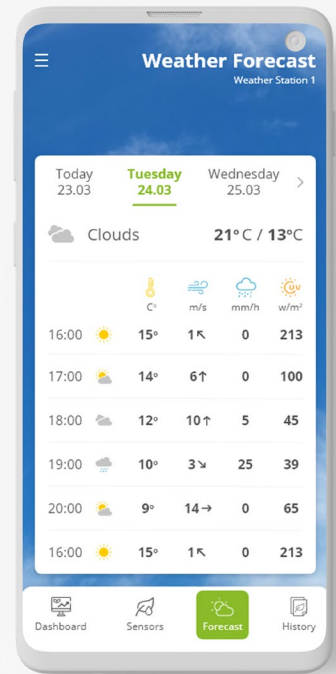 Weather Forecast
Weather Station 1
Today Tuesday Wednesday
23.03 24.03 25.03
Clouds 21° C / 13°C
UV
C° m/s mm/h w/m²
16:00 15° 1↖ 0 213
17:00 14° 6↑ 0 100
18:00 12° 10↑ 5 45
19:00 10° 3↘ 25 39
20:00 9° 14→ 0 65
16:00 15° 1↖ 0 213
Dashboard Sensors Forecast History